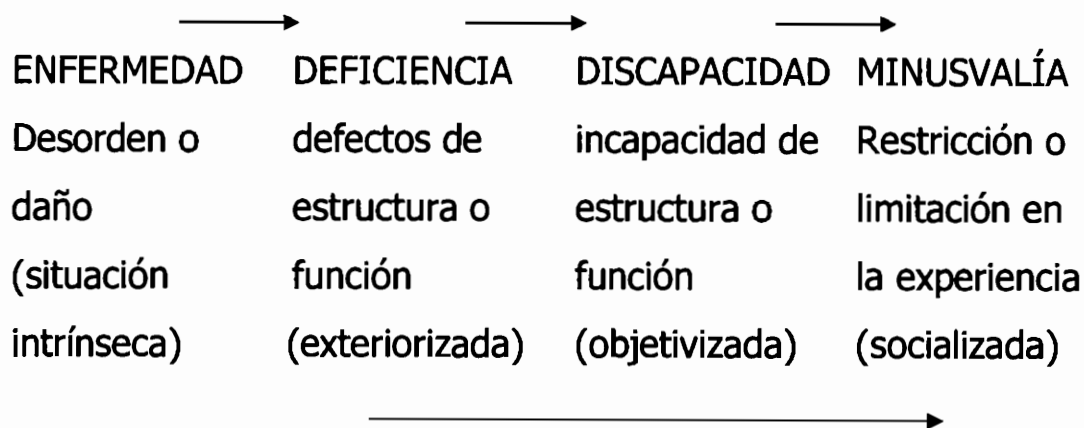 ENFERMEDAD DEFICIENCIA DISCAPACIDAD MINUSVALÍA
Desorden o defectos de incapacidad de Restricción o
daño estructura o estructura o limitación en
(situación función función la experiencia
intrínseca) (exteriorizada) (objetivizada) (socializada)